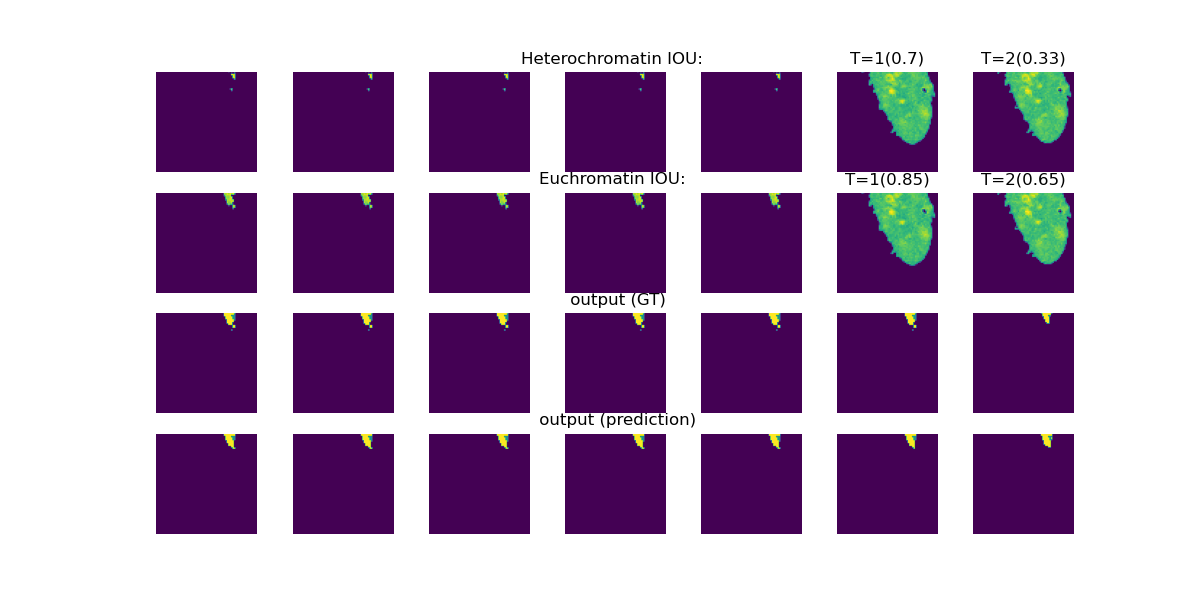 Heterochromatin IOU: T=1(0.7) T=2(0.33)
Euchromatin IOU: T=1(0.85) T=2(0.65)
output (GT)
output (prediction)